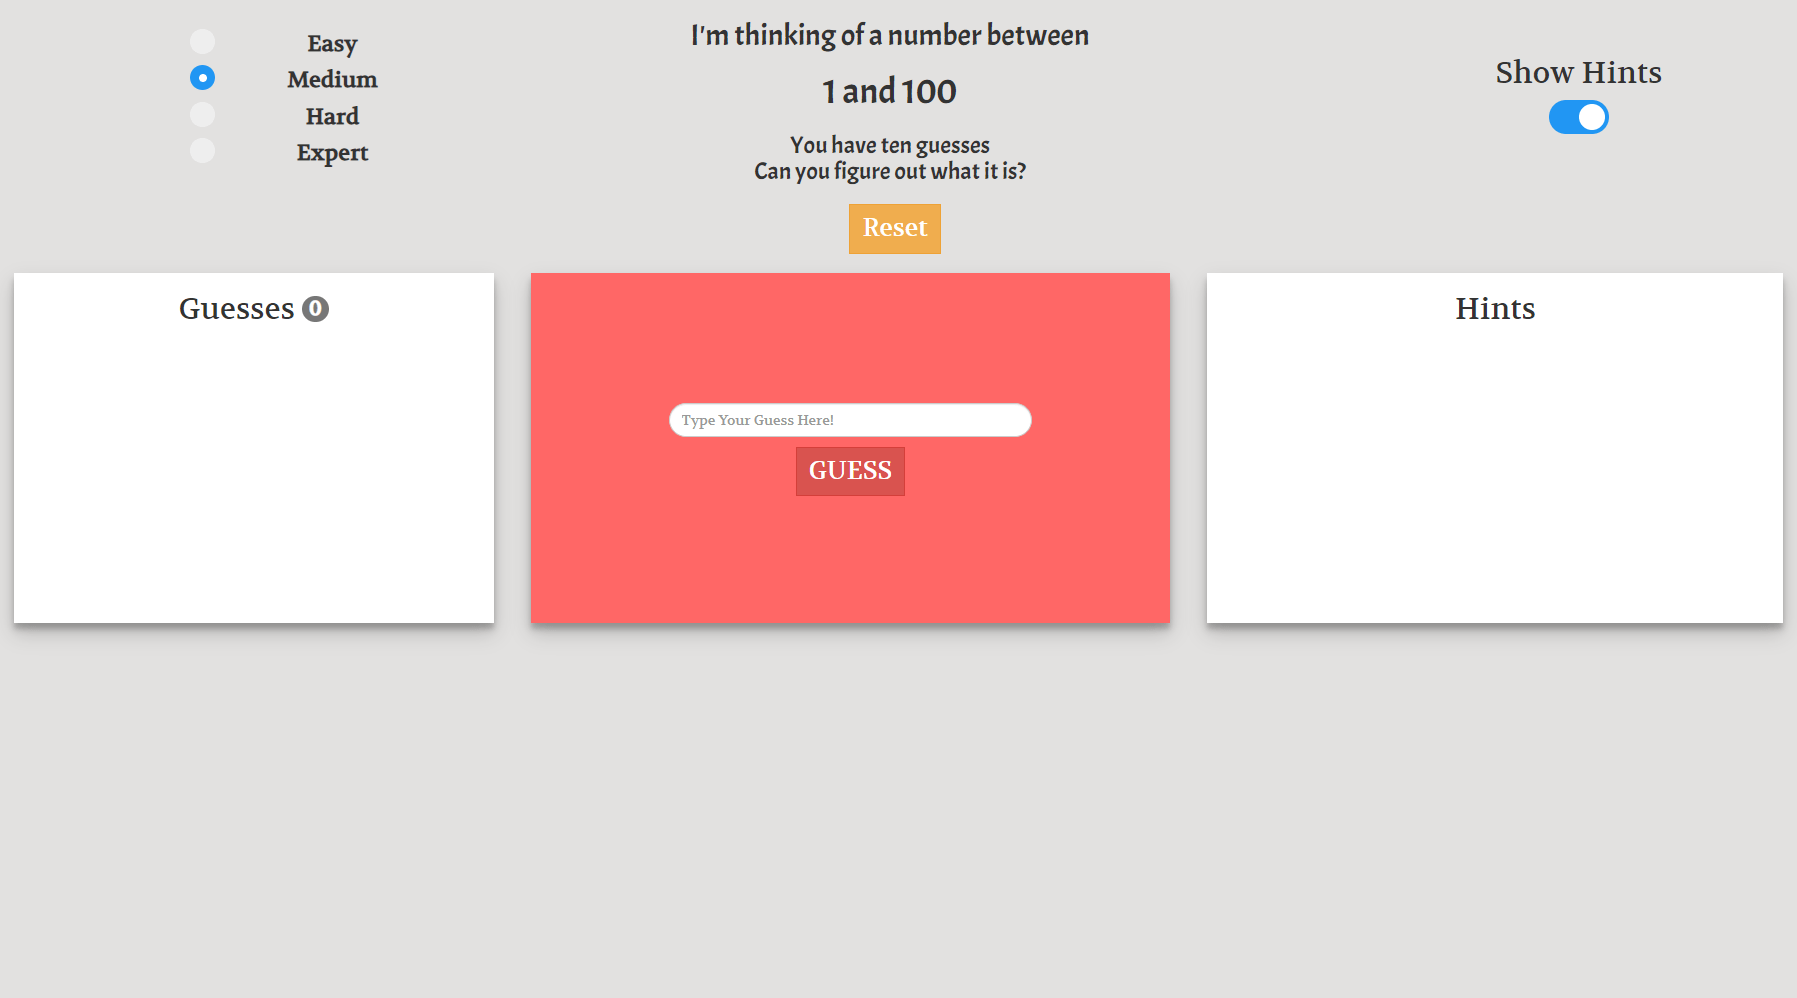 Easy
Medium
Hard
Expert
I'm thinking of a number between
1 and 100
You have ten guesses
Can you figure out what it is?
Reset
Show Hints
Guesses 0
Type Your Guess Here!
GUESS
Hints